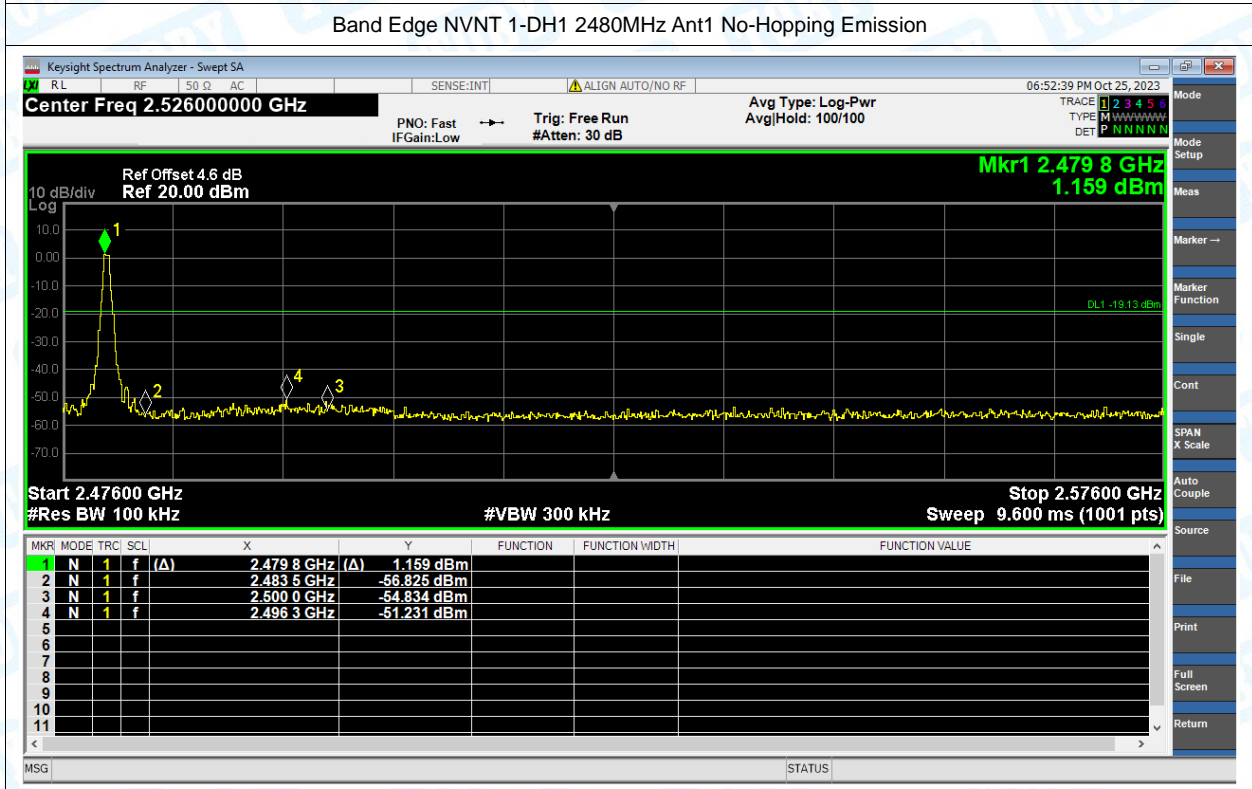 Band Edge NVNT 1-DH1 2480MHz Ant1 No-Hopping Emission
Keysight Spectrum Analyzer - Swept SA
LXI RL RF 50 Ω AC SENSE:INT ALIGN AUTO/NO RF 06:52:39 PM Oct 25, 2023
Center Freq 2.526000000 GHz
PNO: Fast
IFGain:Low
Trig: Free Run
#Atten: 30 dB
Avg Type: Log-Pwr
Avg|Hold: 100/100
TRACE 1 2 3 4 5 6
TYPE M WWWWW
DET P N N N N N
Mkr1 2.479 8 GHz
1.159 dBm
Ref Offset 4.6 dB
10 dB/div Ref 20.00 dBm
Log
10.0
0.00
-10.0
-20.0
-30.0
-40.0
-50.0
-60.0
-70.0
1
2
4
3
DL1 -19.13 dBm
Start 2.47600 GHz Stop 2.57600 GHz
#Res BW 100 kHz #VBW 300 kHz Sweep 9.600 ms (1001 pts)
MKR MODE TRC SCL X Y FUNCTION FUNCTION WIDTH FUNCTION VALUE
1 N 1 f (Δ) 2.479 8 GHz (Δ) 1.159 dBm
2 N 1 f 2.483 5 GHz -56.825 dBm
3 N 1 f 2.500 0 GHz -54.834 dBm
4 N 1 f 2.496 3 GHz -51.231 dBm
5
6
7
8
9
10
11
MSG STATUS
Mode
Mode Setup
Meas
Marker →
Marker Function
Single
Cont
SPAN X Scale
Auto Couple
Source
File
Print
Full Screen
Return